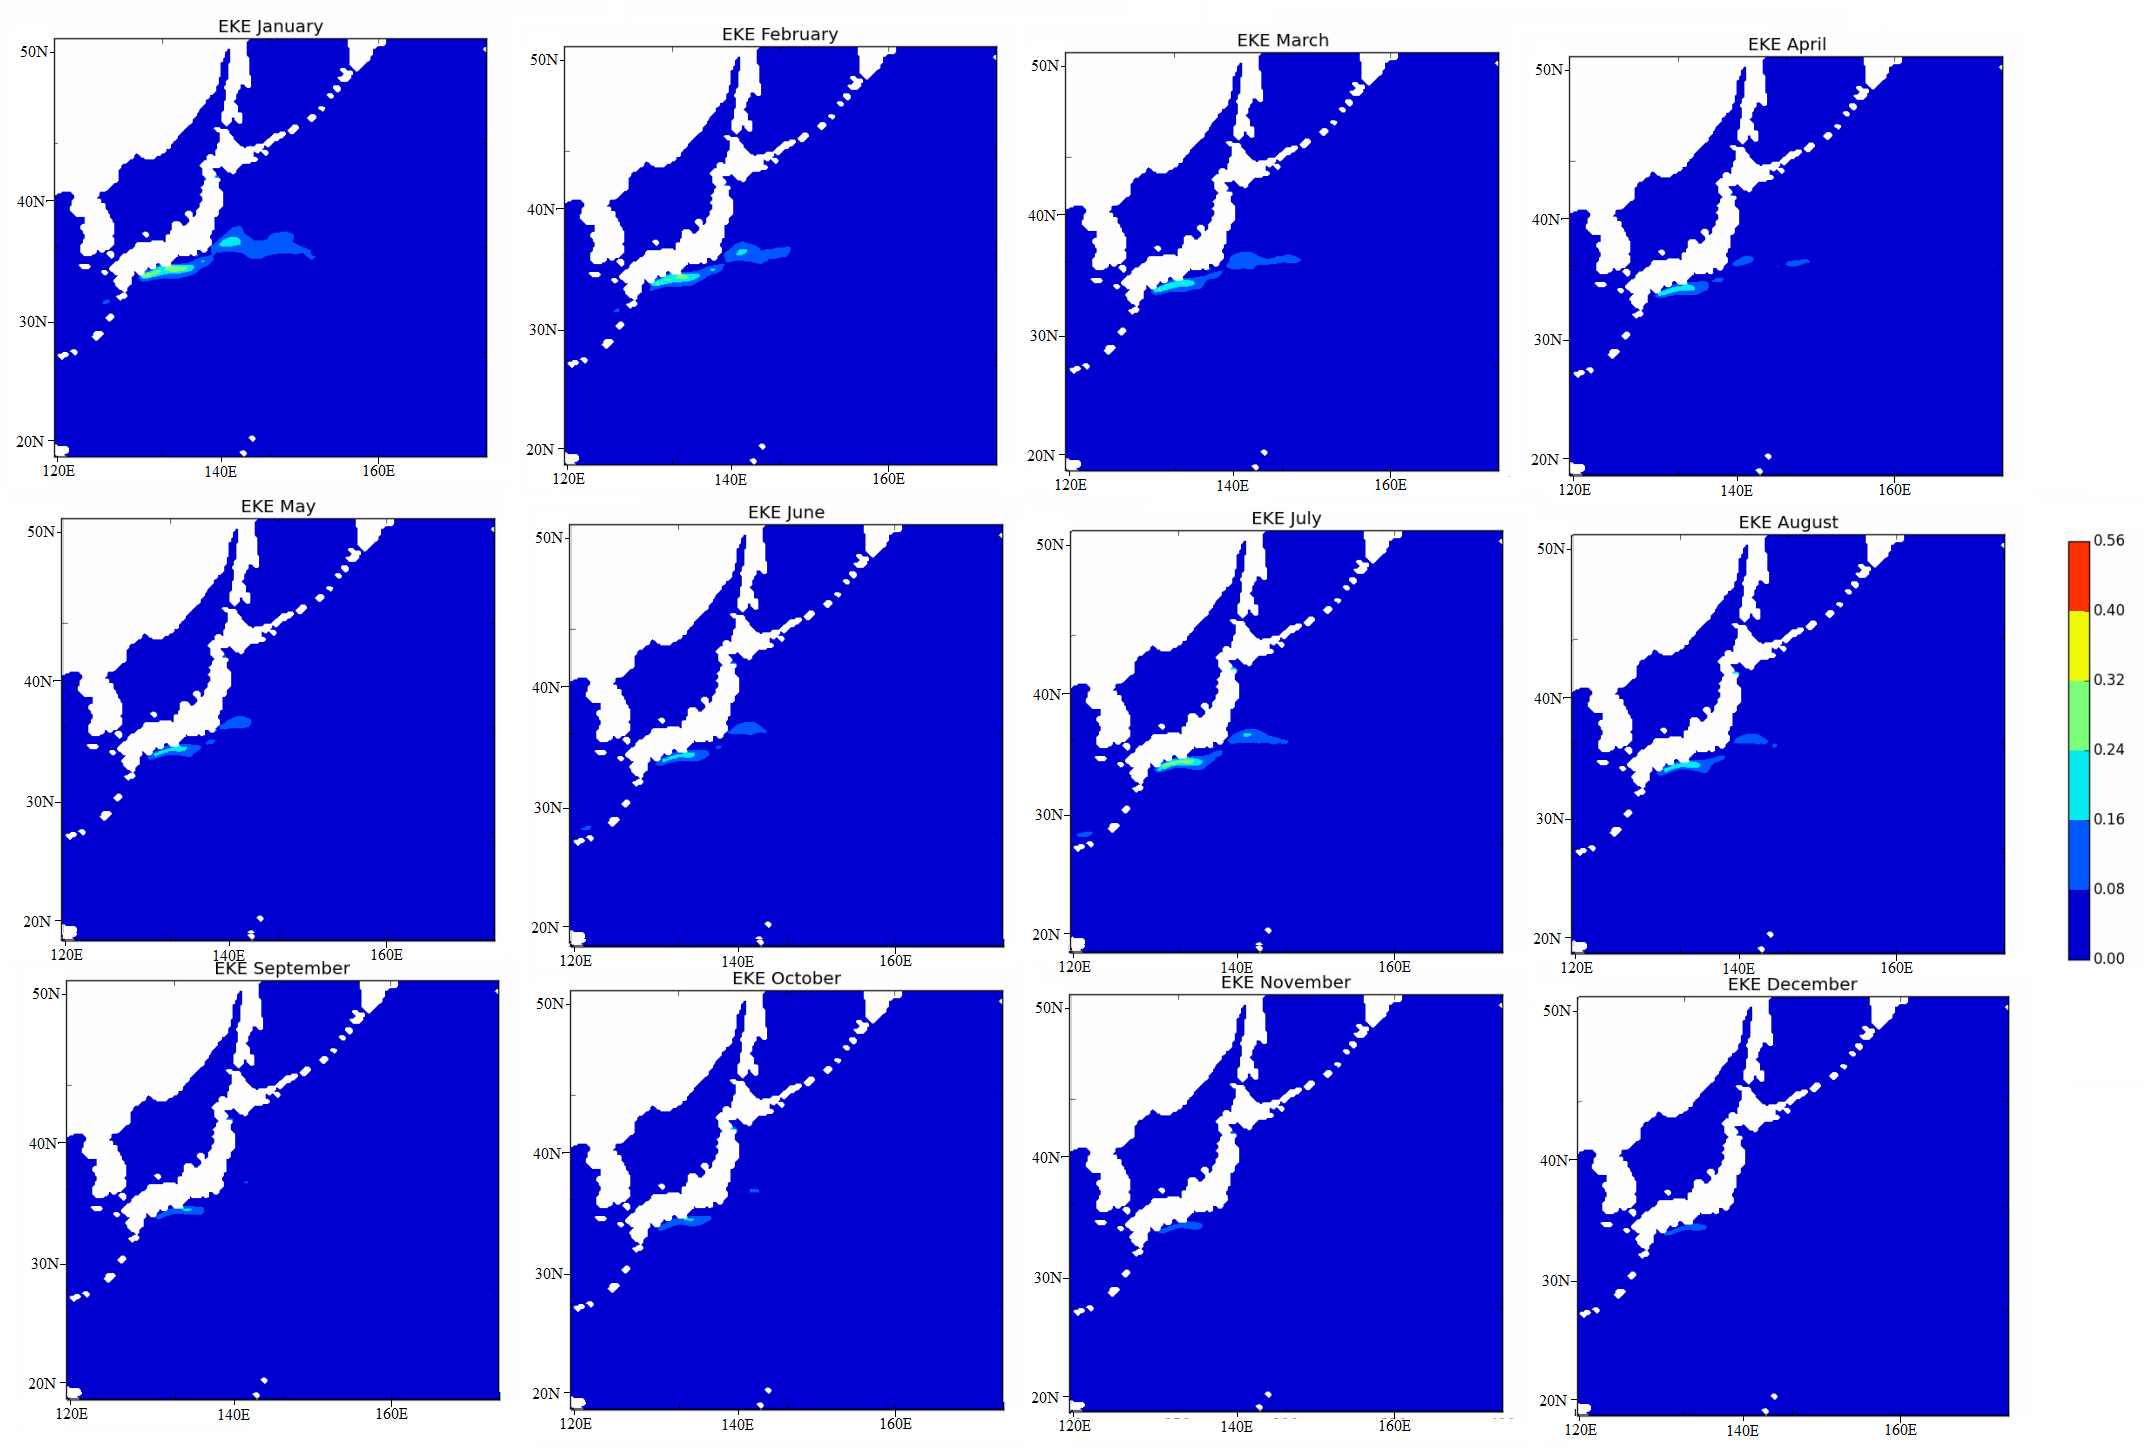 EKE January
50N
40N
30N
20N
120E 140E 160E
EKE February
50N
40N
30N
20N
120E 140E 160E
EKE March
50N
40N
30N
20N
120E 140E 160E
EKE April
50N
40N
30N
20N
120E 140E 160E
EKE May
50N
40N
30N
20N
120E 140E 160E
EKE June
50N
40N
30N
20N
120E 140E 160E
EKE July
50N
40N
30N
20N
120E 140E 160E
EKE August
50N
40N
30N
20N
120E 140E 160E
0.56
0.40
0.32
0.24
0.16
0.08
0.00
EKE September
50N
40N
30N
20N
120E 140E 160E
EKE October
50N
40N
30N
20N
120E 140E 160E
EKE November
50N
40N
30N
20N
120E 140E 160E
EKE December
50N
40N
30N
20N
120E 140E 160E